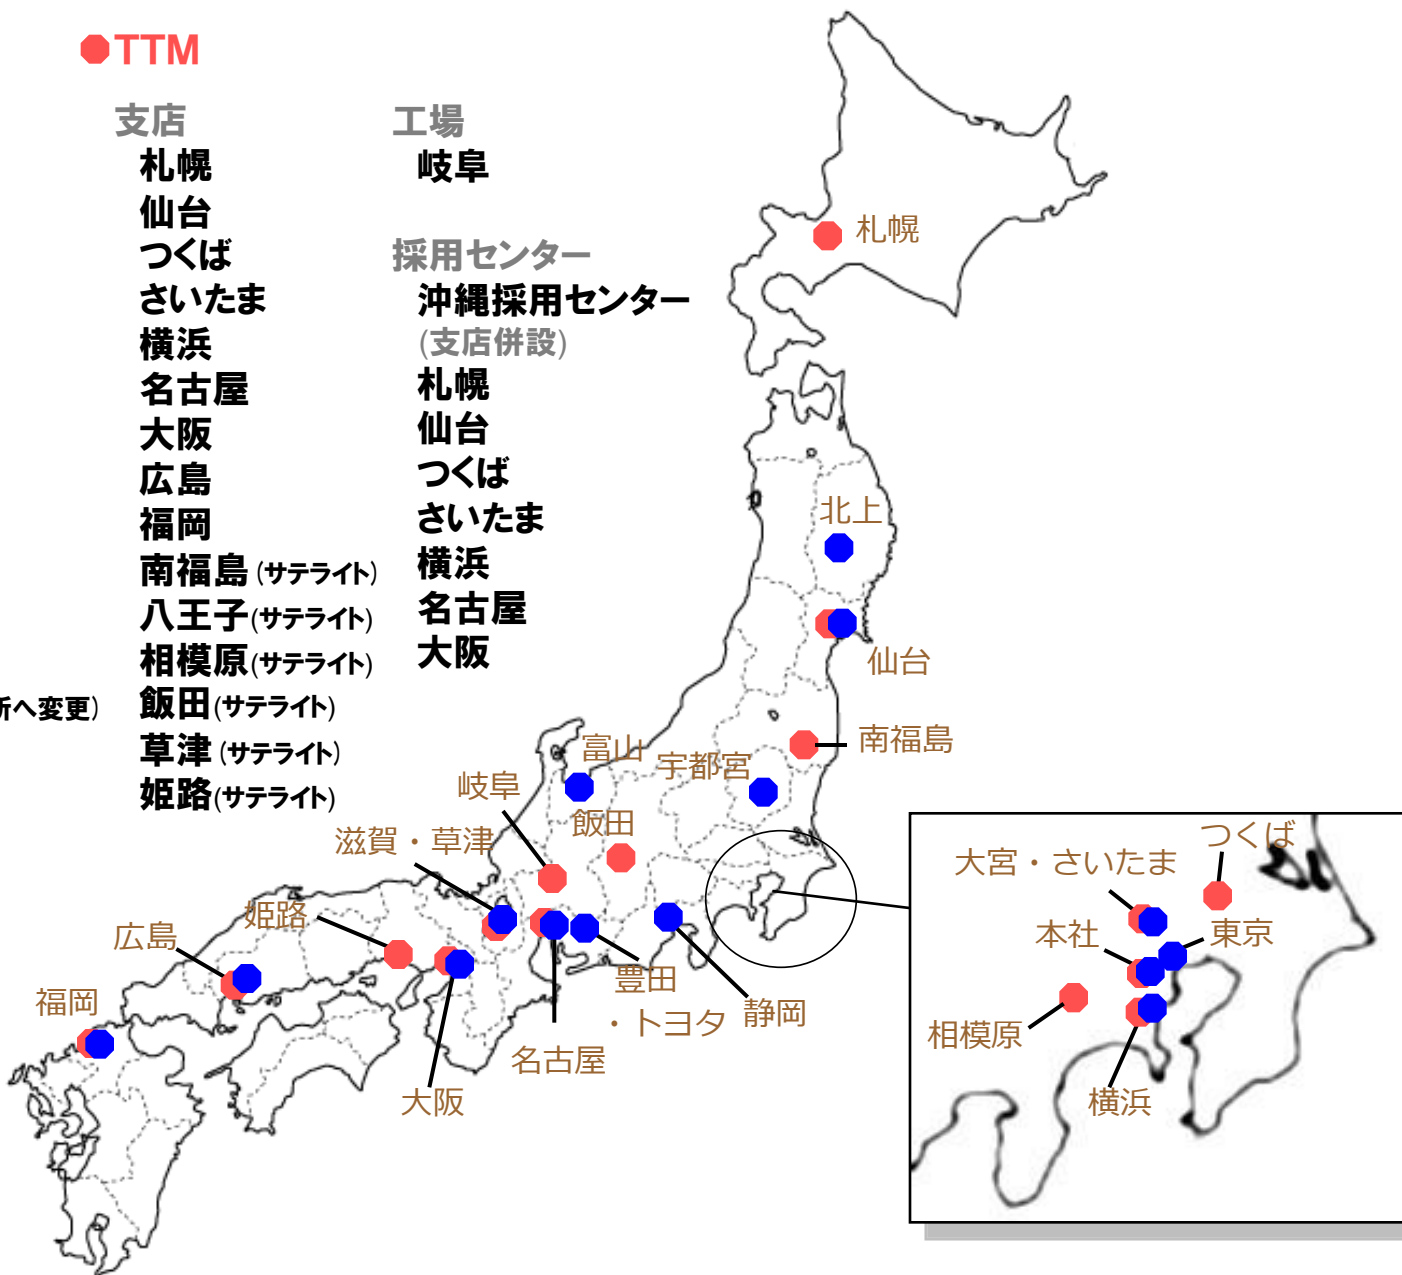 TTM
支店
札幌
仙台
つくば
さいたま
横浜
名古屋
大阪
広島
福岡
南福島(サテライト)
八王子(サテライト)
相模原(サテライト)
所へ変更)
飯田(サテライト)
草津(サテライト)
姫路(サテライト)
工場
岐阜
採用センター
沖縄採用センター
(支店併設)
札幌
仙台
つくば
さいたま
横浜
名古屋
大阪
札幌
北上
仙台
南福島
富山
宇都宮
岐阜
飯田
滋賀・草津
姫路
広島
福岡
豊田
・トヨタ
静岡
名古屋
大阪
つくば
大宮・さいたま
本社
東京
相模原
横浜